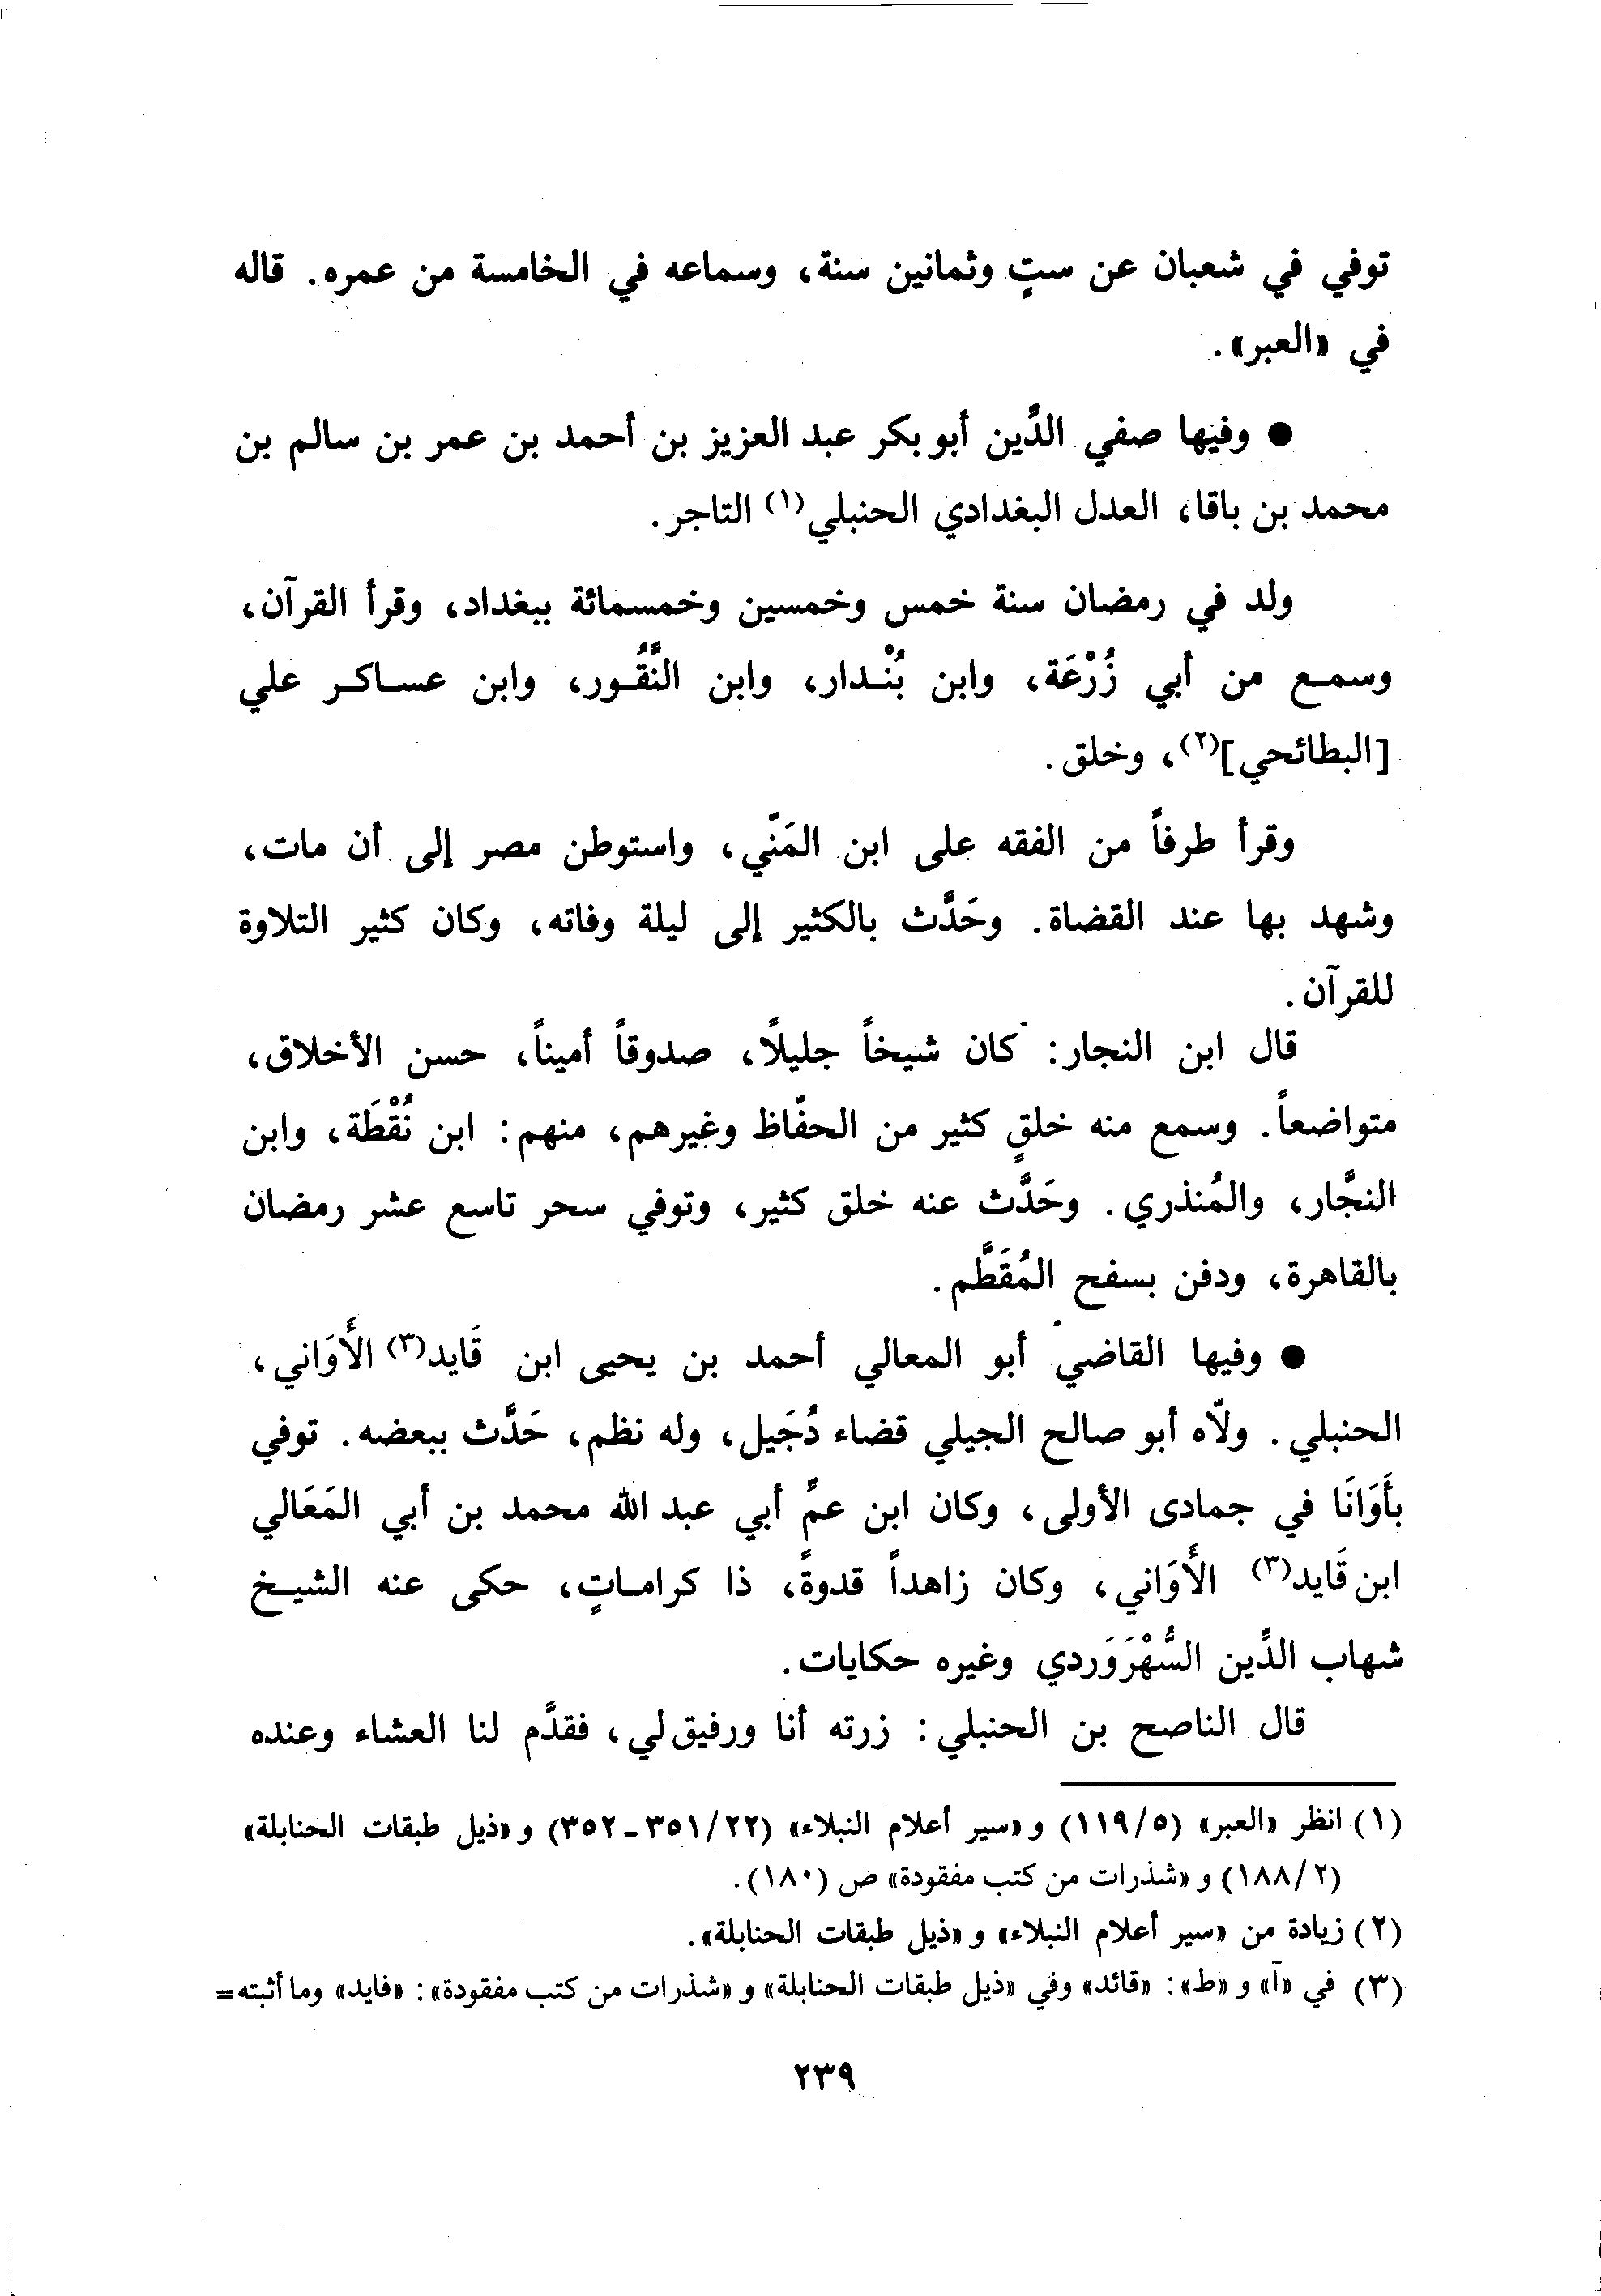 توفي في شعبان عن ستٍ وثمانين سنة، وسماعه في الخامسة من عمره. قاله
في «العبر».
● وفيها صفي الدِّين أبو بكر عبد العزيز بن أحمد بن عمر بن سالم بن
محمد بن باقا، العدل البغدادي الحنبلي(١) التاجر.
ولد في رمضان سنة خمس وخمسين وخمسمائة ببغداد، وقرأ القرآن،
وسمـع من أبي زُرْعَة، وابن بُنْـدار، وابن النَّقُـور، وابن عسـاكـر علي
[البطائحي](٢)، وخلق.
وقرأ طرفاً من الفقه على ابن المَنّي، واستوطن مصر إلى أن مات،
وشهد بها عند القضاة. وحَدَّث بالكثير إلى ليلة وفاته، وكان كثير التلاوة
للقرآن.
قال ابن النجار: كان شيخاً جليلاً، صدوقاً أميناً، حسن الأخلاق،
متواضعاً. وسمع منه خلقٍ كثير من الحفّاظ وغيرهم، منهم: ابن نُقْطَة، وابن
النجَّار، والمُنذري. وحَدَّث عنه خلق كثير، وتوفي سحر تاسع عشر رمضان
بالقاهرة، ودفن بسفح المُقَطَّم.
● وفيها القاضي أبو المعالي أحمد بن يحيى ابن قَايد(٣) الأَوَاني،
الحنبلي. ولّاه أبو صالح الجيلي قضاء دُجَيل، وله نظم، حَدَّث ببعضه. توفي
بأَوَانَا في جمادى الأولى، وكان ابن عمِّ أبي عبد الله محمد بن أبي المَعَالي
ابن قَايد(٣) الأَوَاني، وكان زاهداً قدوةً، ذا كرامـاتٍ، حكى عنه الشيـخ
شهاب الدِّين السُّهْرَوَردي وغيره حكايات.
قال الناصح بن الحنبلي: زرته أنا ورفيق لي، فقدَّم لنا العشاء وعنده
(١) انظر «العبر» (١١٩/٥) و«سير أعلام النبلاء» (٣٥١/٢٢ - ٣٥٢) و«ذيل طبقات الحنابلة»
(١٨٨/٢) و«شذرات من كتب مفقودة» ص (١٨٠).
(٢) زيادة من «سير أعلام النبلاء» و«ذيل طبقات الحنابلة».
(٣) في «آ» و«ط»: «قائد» وفي «ذيل طبقات الحنابلة» و«شذرات من كتب مفقودة»: «فايد» وما أثبته =
٢٣٩